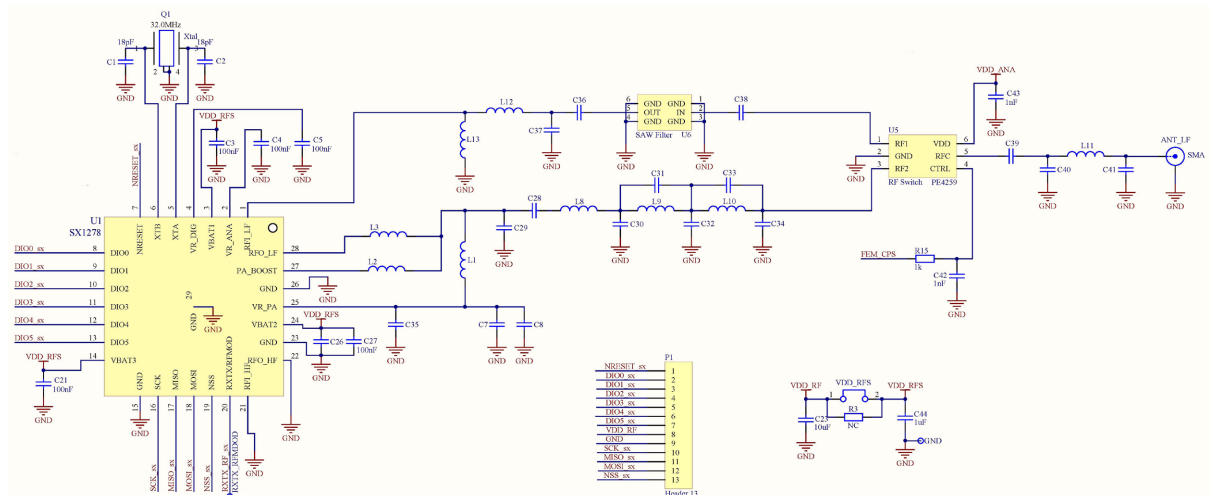 Q1
32.0MHz
18pF 1 Xtal 3 18pF
C1 2 4 C2
GND GND GND
VDD_RFS
C3
100nF
C4
100nF
C5
100nF
GND GND GND
NRESET_sx
7 6 5 4 3 2 1
NRESET XTB XTA VR_DIG VBAT1 VR_ANA RFI_LF
U1
SX1278
DIO0_sx 8 DIO0
DIO1_sx 9 DIO1
DIO2_sx 10 DIO2
DIO3_sx 11 DIO3
DIO4_sx 12 DIO4
DIO5_sx 13 DIO5
VDD_RFS 14 VBAT3
C21
100nF
GND
29
GND
GND
RFO_LF 28
PA_BOOST 27
GND 26
GND
VR_PA 25
VBAT2 24
GND 23
RFO_HF 22
GND
GND SCK MISO MOSI NSS RXTX/RFMOD RFI_HF
15 16 17 18 19 20 21
GND
GND
SCK_sx
MISO_sx
MOSI_sx
NSS_sx
RXTX_RF_sx
RXTX_RFMDOD
L13
GND
L12
C37
GND
C36
6 GND GND 1
5 OUT IN 2
4 GND GND 3
SAW Filter U6
GND GND
C38
L3
L2
L1
C29
GND
C28
L8
C31
C33
L9
L10
C30
GND
C32
GND
C34
GND
VDD_RFS
C26
C27
100nF
GND
C35
GND
C7
GND
C8
GND
U5
1 RF1 VDD 6
2 GND RFC 5
3 RF2 CTRL 4
RF Switch PE4259
GND
VDD_ANA
C43
1nF
GND
C39
C40
GND
L11
C41
GND
ANT_LF
SMA
GND
FEM_CPS
R15
1k
C42
1nF
GND
P1
NRESET_sx 1
DIO0_sx 2
DIO1_sx 3
DIO2_sx 4
DIO3_sx 5
DIO4_sx 6
DIO5_sx 7
VDD_RF 8
GND 9
SCK_sx 10
MISO_sx 11
MOSI_sx 12
NSS_sx 13
Header 13
VDD_RF VDD_RFS VDD_RFS
1 2
R3
NC
10uF
GND
C44
1uF
GND
GND